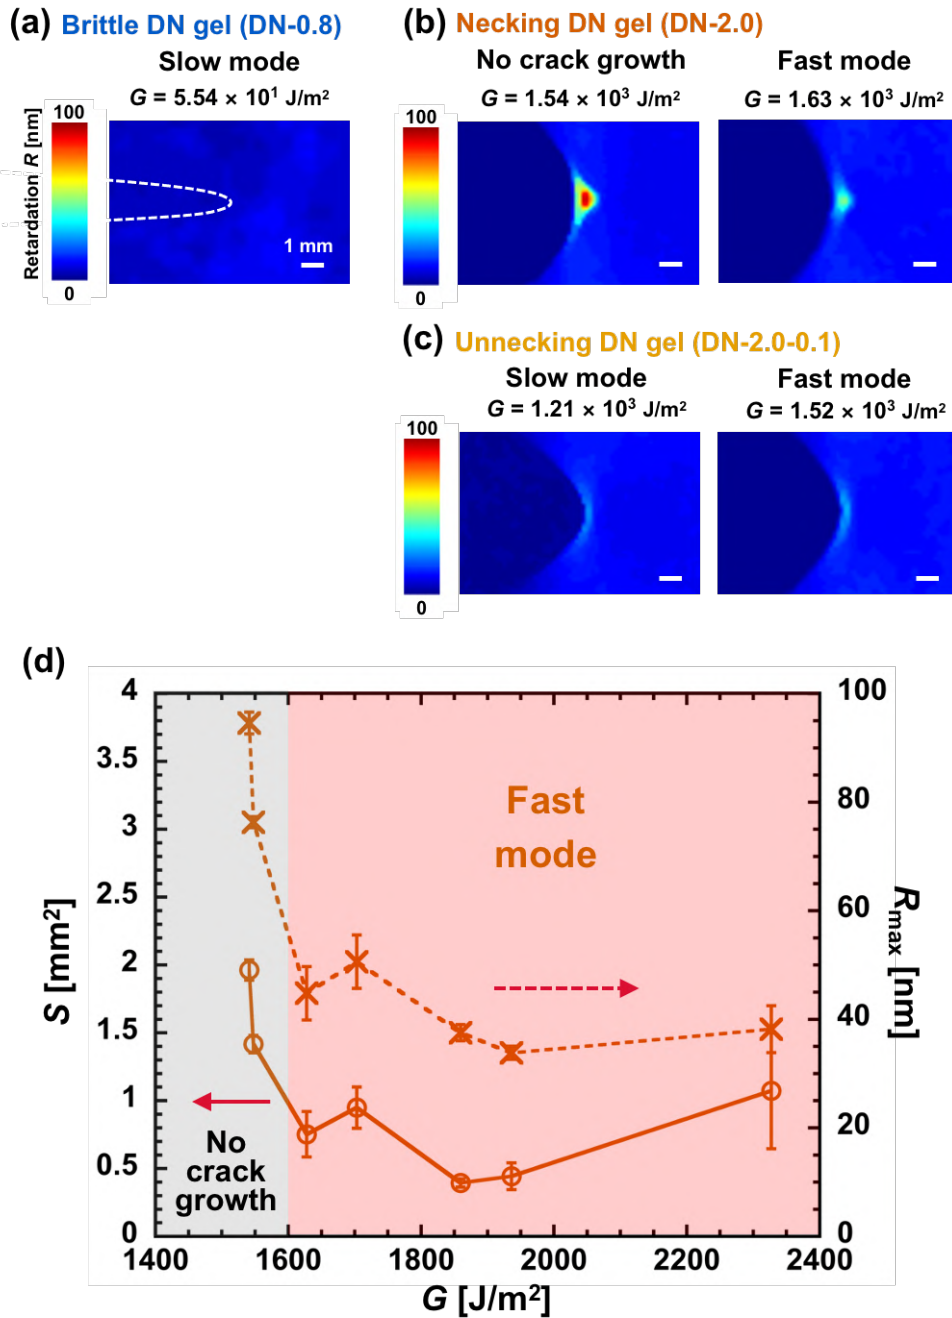 (a) Brittle DN gel (DN-0.8)
Slow mode
G = 5.54 × 10¹ J/m²
100
Retardation R [nm]
0
1 mm
(b) Necking DN gel (DN-2.0)
No crack growth
G = 1.54 × 10³ J/m²
Fast mode
G = 1.63 × 10³ J/m²
100
0
(c) Unnecking DN gel (DN-2.0-0.1)
Slow mode
G = 1.21 × 10³ J/m²
Fast mode
G = 1.52 × 10³ J/m²
100
0
(d)
4
3.5
3
2.5
2
1.5
1
0.5
0
S [mm²]
100
80
60
40
20
0
Rmax [nm]
Fast
mode
No
crack
growth
1400 1600 1800 2000 2200 2400
G [J/m²]